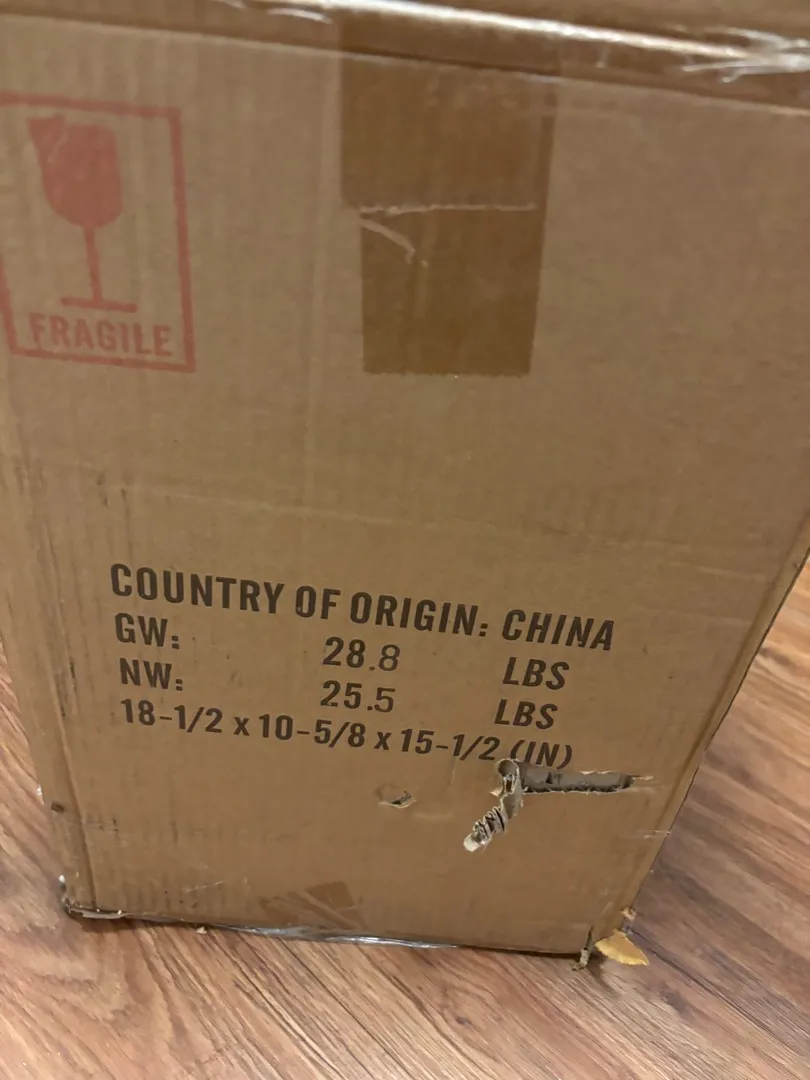 FRAGILE
COUNTRY OF ORIGIN: CHINA
GW: 28.8 LBS
NW: 25.5 LBS
18-1/2 x 10-5/8 x 15-1/2 (IN)